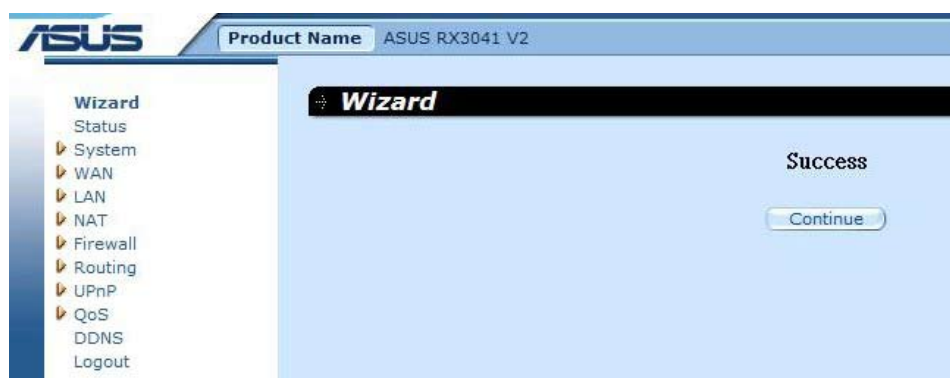 ASUS
Product Name ASUS RX3041 V2
Wizard
Status
System
WAN
LAN
NAT
Firewall
Routing
UPnP
QoS
DDNS
Logout
Wizard
Success
Continue